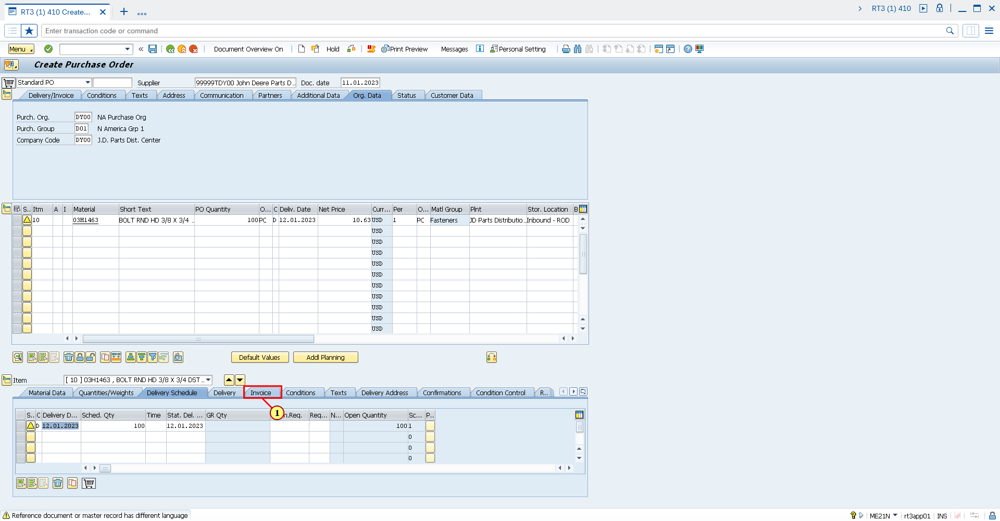 RT3 (1) 410 Create...
RT3 (1) 410
Enter transaction code or command
Menu
Document Overview On
Hold
Print Preview
Messages
Personal Setting
Create Purchase Order
Standard PO
Supplier
99999TDY00 John Deere Parts D...
Doc. date
11.01.2023
Delivery/Invoice
Conditions
Texts
Address
Communication
Partners
Additional Data
Org. Data
Status
Customer Data
Purch. Org. DY00 NA Purchase Org
Purch. Group D01 N America Grp 1
Company Code DY00 J.D. Parts Dist. Center
S.. Itm A I Material Short Text PO Quantity O... C Deliv. Date Net Price Curr... Per O... Matl Group Plnt Stor. Location B
10 03H1463 BOLT RND HD 3/8 X 3/4 .. 100 PC D 12.01.2023 10.63 USD 1 PC Fasteners JD Parts Distributio.. Inbound - ROD
USD
USD
USD
USD
USD
USD
USD
USD
USD
USD
Default Values
Addl Planning
Item
[ 10 ] 03H1463 , BOLT RND HD 3/8 X 3/4 DST ...
Material Data
Quantities/Weights
Delivery Schedule
Delivery
Invoice
Conditions
Texts
Delivery Address
Confirmations
Condition Control
R..
1
S.. C Delivery D... Sched. Qty Time Stat. Del. ... GR Qty n.Req. Req... N... Open Quantity Sc... P..
D 12.01.2023 100 12.01.2023 100 1
0
0
0
Reference document or master record has different language
ME21N
rt3app01
INS